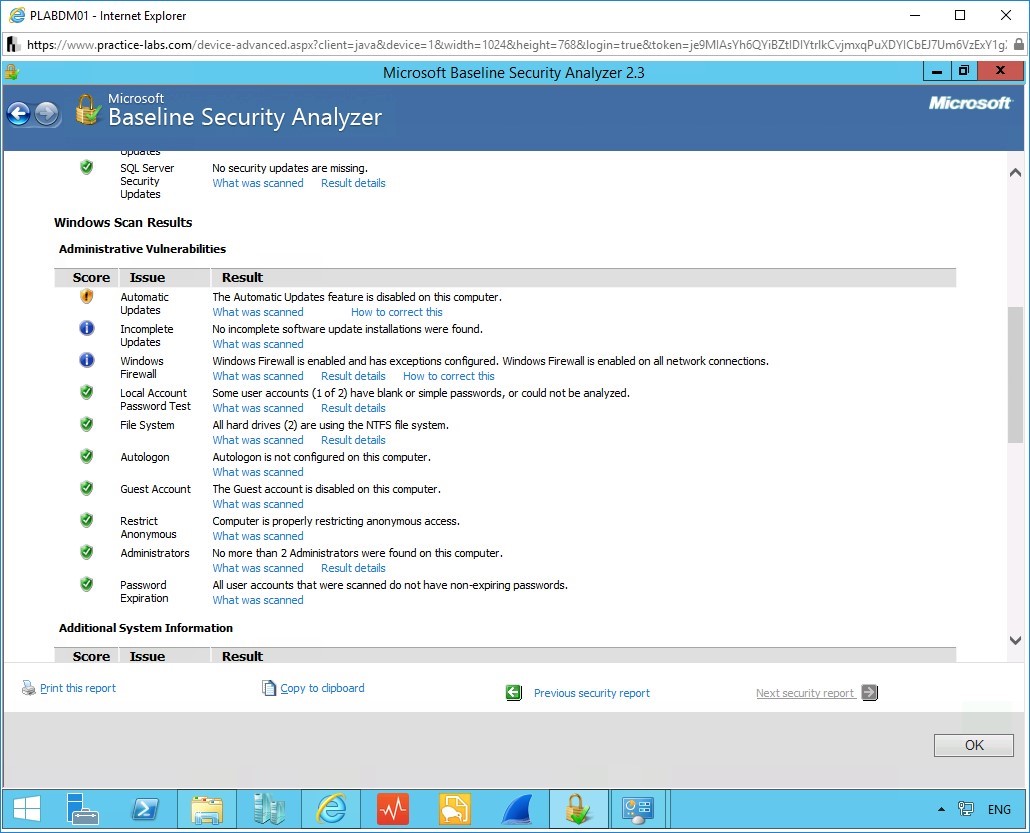 PLABDM01 - Internet Explorer
https://www.practice-labs.com/device-advanced.aspx?client=java&device=1&width=1024&height=768&login=true&token=
Microsoft Baseline Security Analyzer 2.3
Microsoft
Baseline Security Analyzer
Microsoft
Updates
SQL Server Security Updates
No security updates are missing.
What was scanned Result details
Windows Scan Results
Administrative Vulnerabilities
Score Issue Result
Automatic Updates
The Automatic Updates feature is disabled on this computer.
What was scanned How to correct this
Incomplete Updates
No incomplete software update installations were found.
What was scanned
Windows Firewall
Windows Firewall is enabled and has exceptions configured. Windows Firewall is enabled on all network connections.
What was scanned Result details How to correct this
Local Account Password Test
Some user accounts (1 of 2) have blank or simple passwords, or could not be analyzed.
What was scanned Result details
File System
All hard drives (2) are using the NTFS file system.
What was scanned Result details
Autologon
Autologon is not configured on this computer.
What was scanned
Guest Account
The Guest account is disabled on this computer.
What was scanned
Restrict Anonymous
Computer is properly restricting anonymous access.
What was scanned
Administrators
No more than 2 Administrators were found on this computer.
What was scanned Result details
Password Expiration
All user accounts that were scanned do not have non-expiring passwords.
What was scanned
Additional System Information
Score Issue Result
Print this report
Copy to clipboard
Previous security report
Next security report
OK
ENG